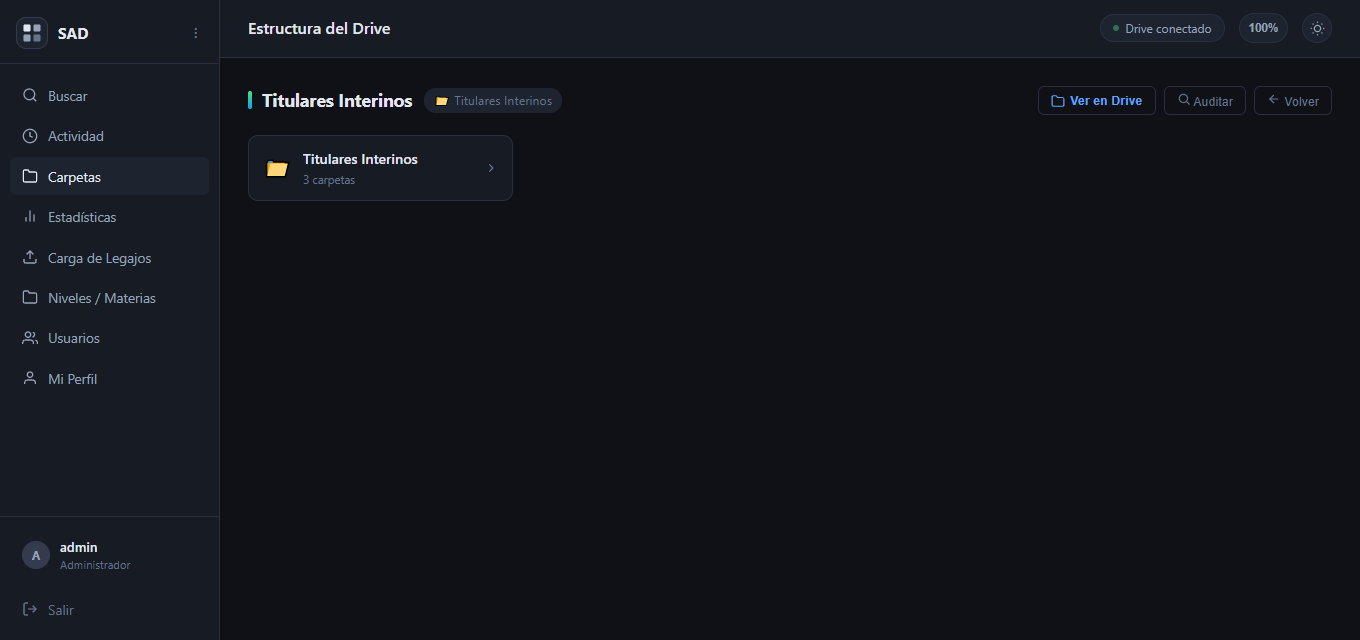 SAD
Buscar
Actividad
Carpetas
Estadísticas
Carga de Legajos
Niveles / Materias
Usuarios
Mi Perfil
A
admin
Administrador
Salir
Estructura del Drive
Drive conectado
100%
Titulares Interinos
Titulares Interinos
Ver en Drive
Auditar
Volver
Titulares Interinos
3 carpetas